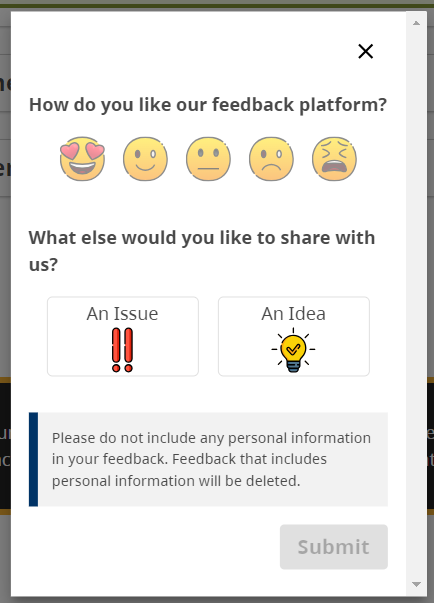 How do you like our feedback platform?
What else would you like to share with
us?
An Issue
An Idea
Please do not include any personal information
in your feedback. Feedback that includes
personal information will be deleted.
Submit